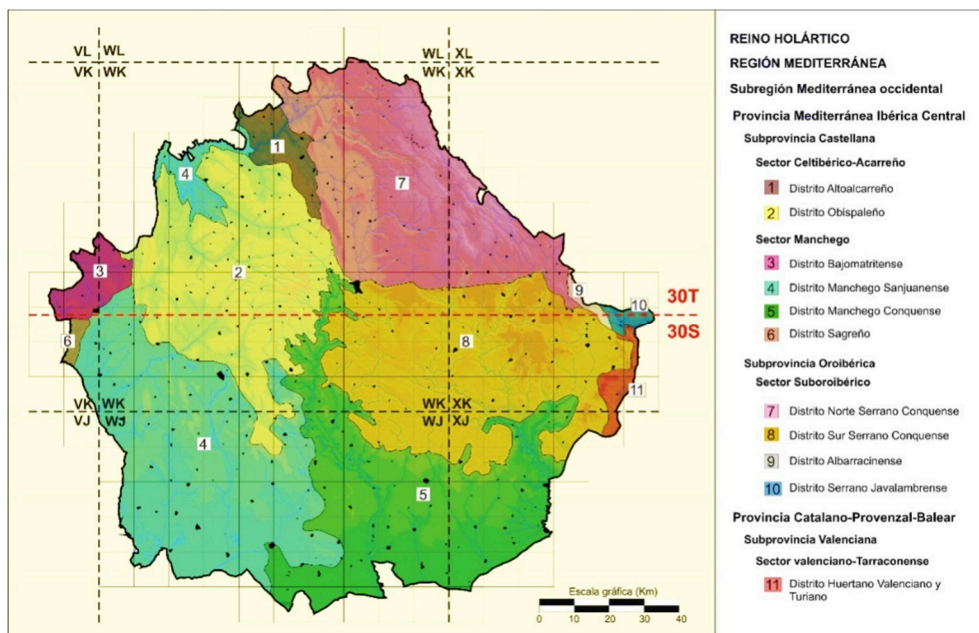 VL WL
VK WK
WL XL
WK XK
1
4
7
3
2
9
10
30T
30S
6
8
11
VK WK
VJ WJ
WK XK
WJ XJ
4
5
Escala gráfica (Km)
0 10 20 30 40
REINO HOLÁRTICO
REGIÓN MEDITERRÁNEA
Subregión Mediterránea occidental
Provincia Mediterránea Ibérica Central
Subprovincia Castellana
Sector Celtibérico-Acarreño
1 Distrito Altoalcarreño
2 Distrito Obispaleño
Sector Manchego
3 Distrito Bajomatritense
4 Distrito Manchego Sanjuanense
5 Distrito Manchego Conquense
6 Distrito Sagreño
Subprovincia Oroibérica
Sector Suboroibérico
7 Distrito Norte Serrano Conquense
8 Distrito Sur Serrano Conquense
9 Distrito Albarracinense
10 Distrito Serrano Javalambrense
Provincia Catalano-Provenzal-Balear
Subprovincia Valenciana
Sector valenciano-Tarraconense
11 Distrito Huertano Valenciano y
Turiano